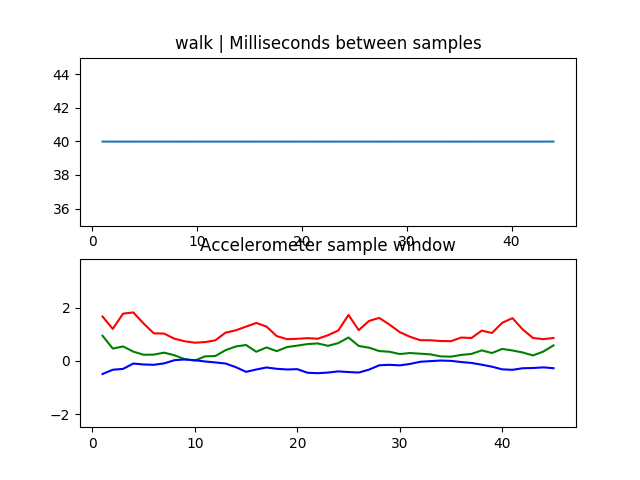 walk | Milliseconds between samples
44
42
40
38
36
0 10 20 30 40
Accelerometer sample window
2
0
−2
0 10 20 30 40